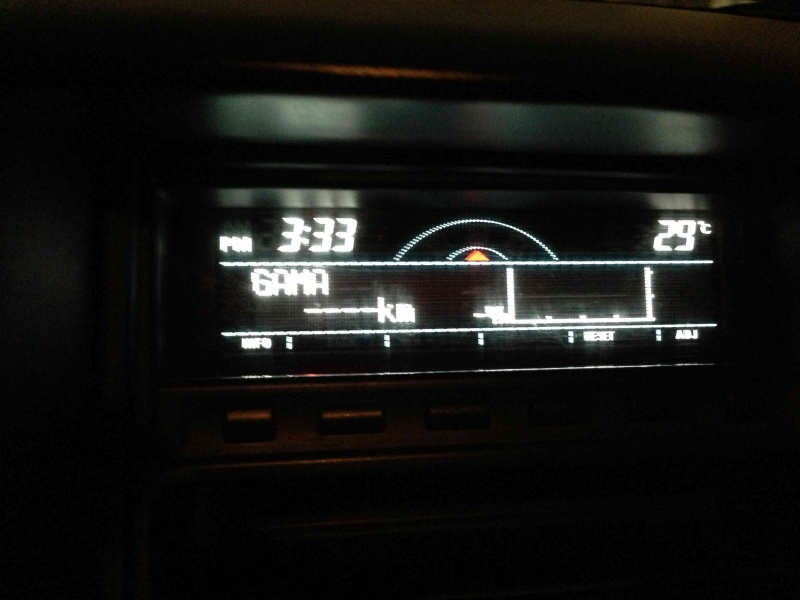 PM 3:33 29°C
GAMA
---- km
INFO RESET ADJ